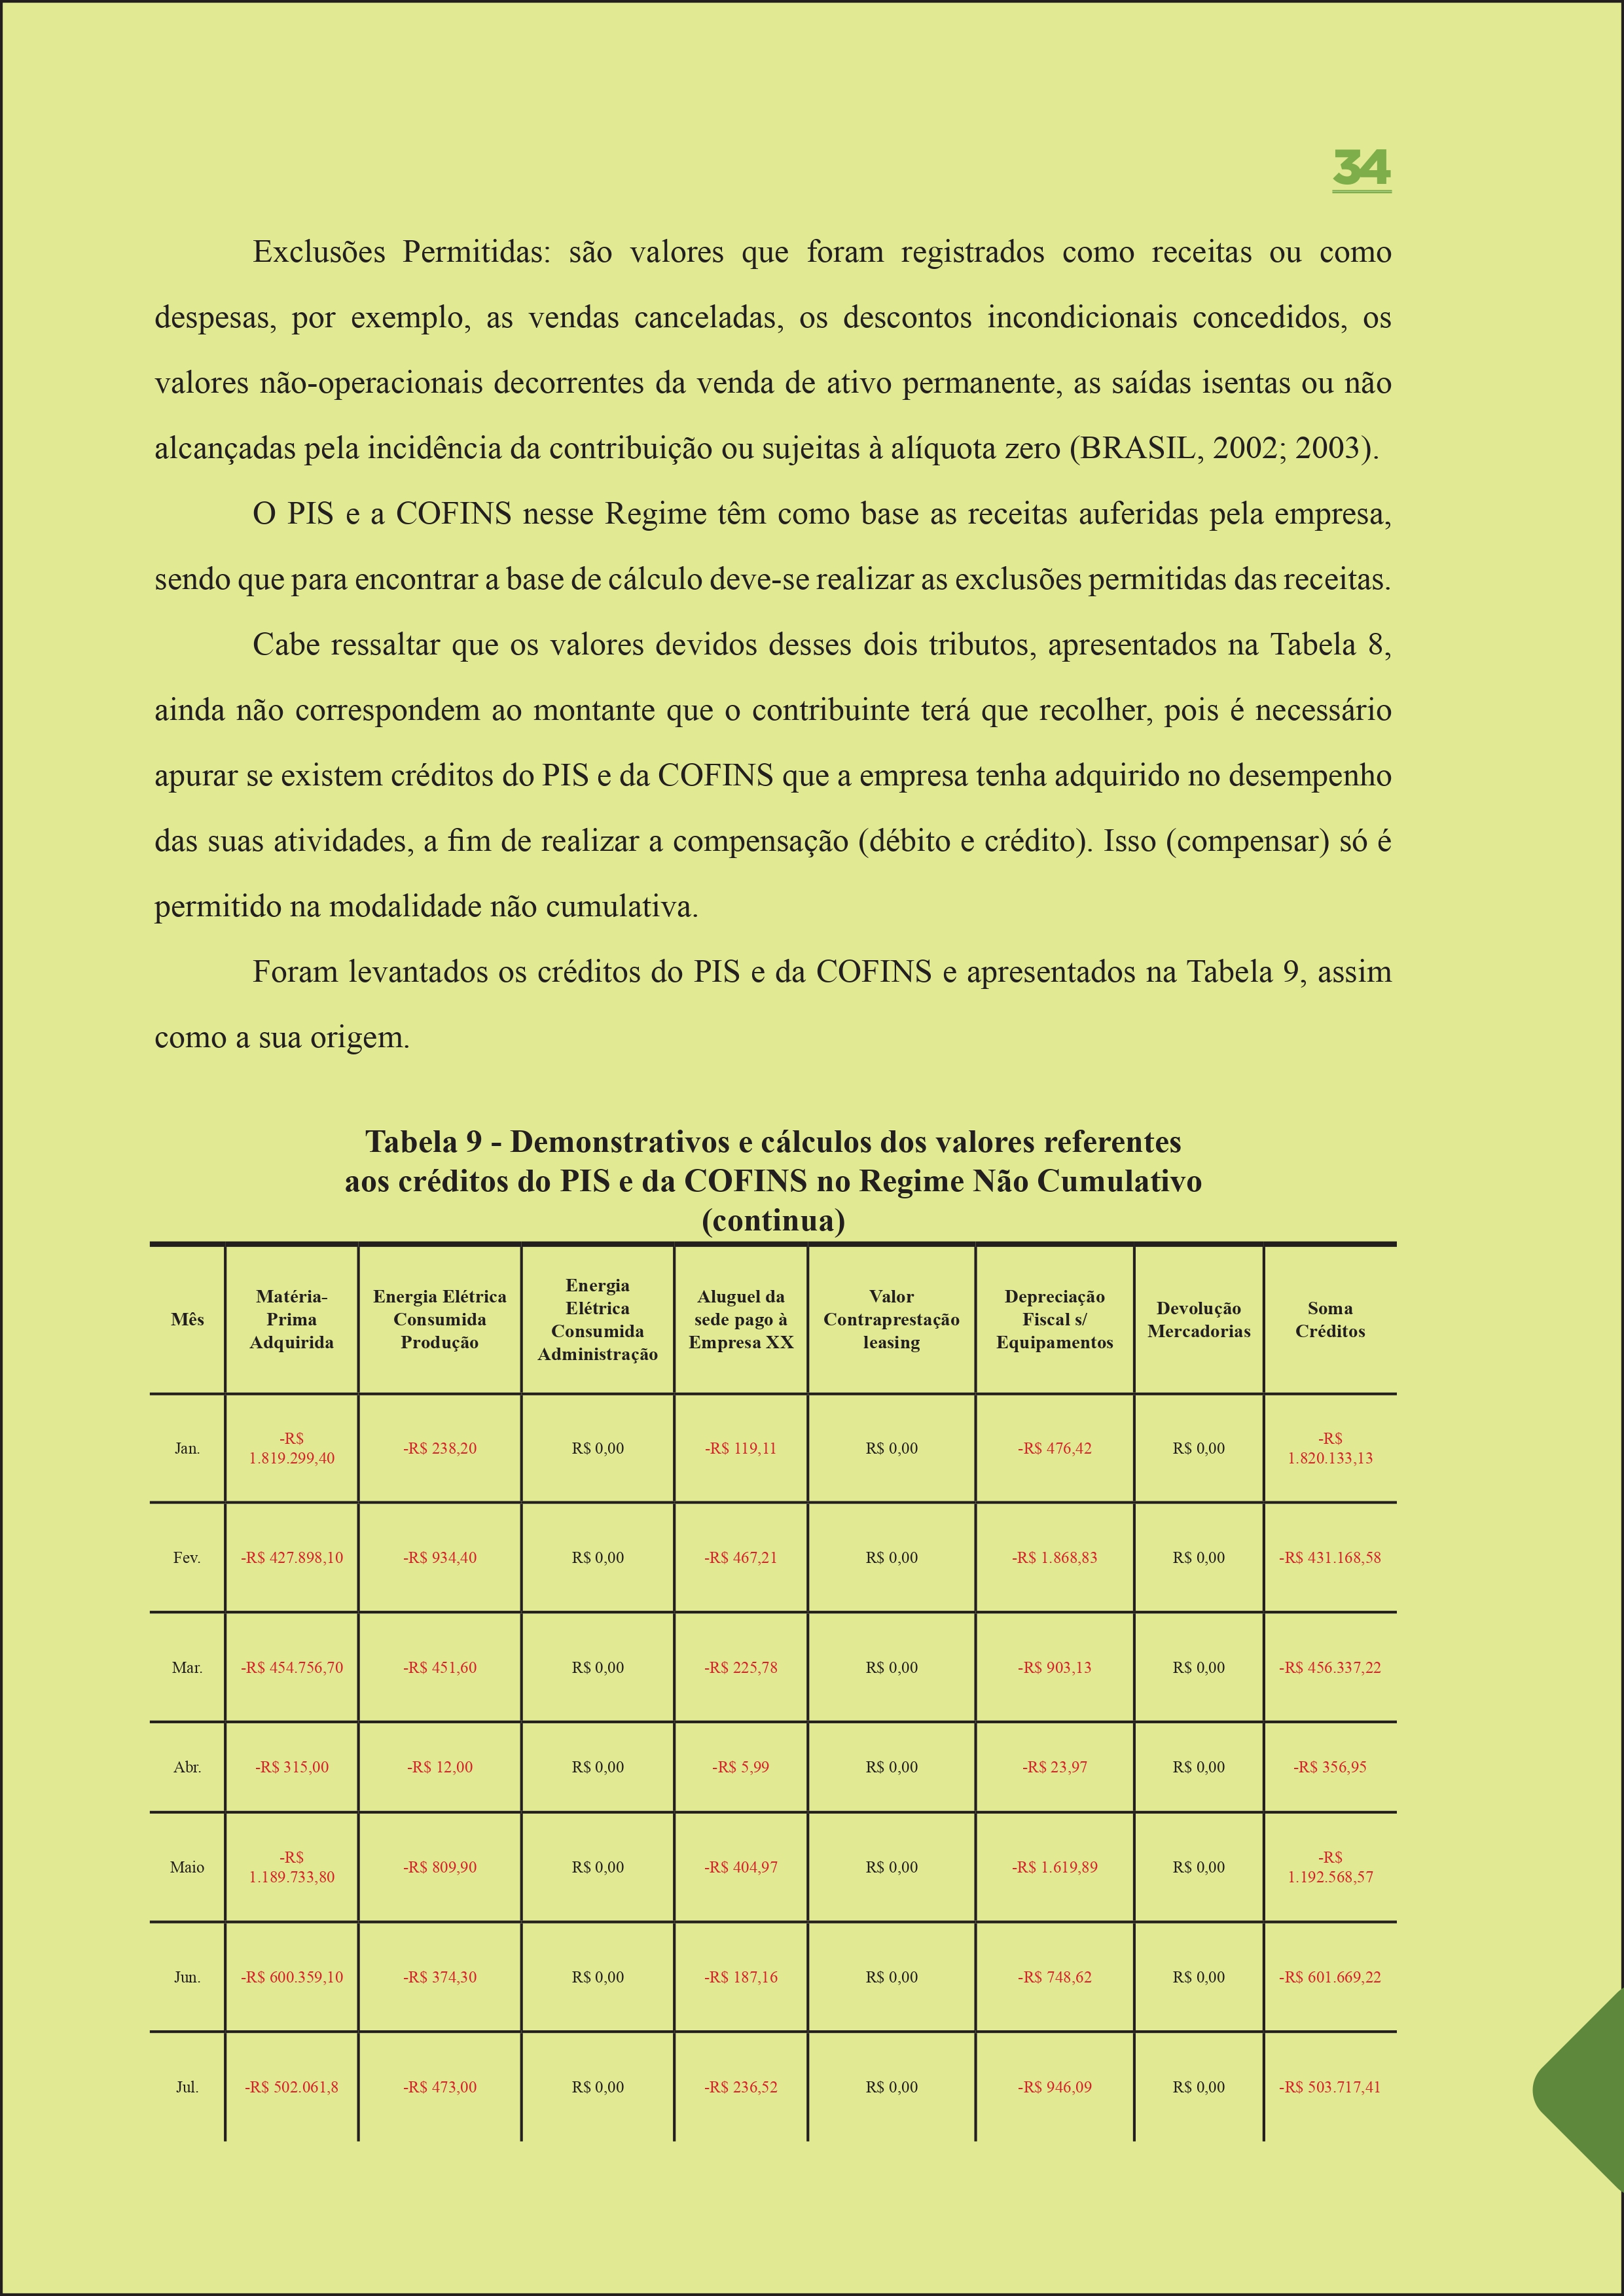 34
Exclusões Permitidas: são valores que foram registrados como receitas ou como
despesas, por exemplo, as vendas canceladas, os descontos incondicionais concedidos, os
valores não-operacionais decorrentes da venda de ativo permanente, as saídas isentas ou não
alcançadas pela incidência da contribuição ou sujeitas à alíquota zero (BRASIL, 2002; 2003).
O PIS e a COFINS nesse Regime têm como base as receitas auferidas pela empresa,
sendo que para encontrar a base de cálculo deve-se realizar as exclusões permitidas das receitas.
Cabe ressaltar que os valores devidos desses dois tributos, apresentados na Tabela 8,
ainda não correspondem ao montante que o contribuinte terá que recolher, pois é necessário
apurar se existem créditos do PIS e da COFINS que a empresa tenha adquirido no desempenho
das suas atividades, a fim de realizar a compensação (débito e crédito). Isso (compensar) só é
permitido na modalidade não cumulativa.
Foram levantados os créditos do PIS e da COFINS e apresentados na Tabela 9, assim
como a sua origem.
Tabela 9 - Demonstrativos e cálculos dos valores referentes
aos créditos do PIS e da COFINS no Regime Não Cumulativo
(continua)
Mês Matéria-Prima Adquirida Energia Elétrica Consumida Produção Energia Elétrica Consumida Administração Aluguel da sede pago à Empresa XX Valor Contraprestação leasing Depreciação Fiscal s/ Equipamentos Devolução Mercadorias Soma Créditos
Jan. -R$ 1.819.299,40 -R$ 238,20 R$ 0,00 -R$ 119,11 R$ 0,00 -R$ 476,42 R$ 0,00 -R$ 1.820.133,13
Fev. -R$ 427.898,10 -R$ 934,40 R$ 0,00 -R$ 467,21 R$ 0,00 -R$ 1.868,83 R$ 0,00 -R$ 431.168,58
Mar. -R$ 454.756,70 -R$ 451,60 R$ 0,00 -R$ 225,78 R$ 0,00 -R$ 903,13 R$ 0,00 -R$ 456.337,22
Abr. -R$ 315,00 -R$ 12,00 R$ 0,00 -R$ 5,99 R$ 0,00 -R$ 23,97 R$ 0,00 -R$ 356,95
Maio -R$ 1.189.733,80 -R$ 809,90 R$ 0,00 -R$ 404,97 R$ 0,00 -R$ 1.619,89 R$ 0,00 -R$ 1.192.568,57
Jun. -R$ 600.359,10 -R$ 374,30 R$ 0,00 -R$ 187,16 R$ 0,00 -R$ 748,62 R$ 0,00 -R$ 601.669,22
Jul. -R$ 502.061,8 -R$ 473,00 R$ 0,00 -R$ 236,52 R$ 0,00 -R$ 946,09 R$ 0,00 -R$ 503.717,41